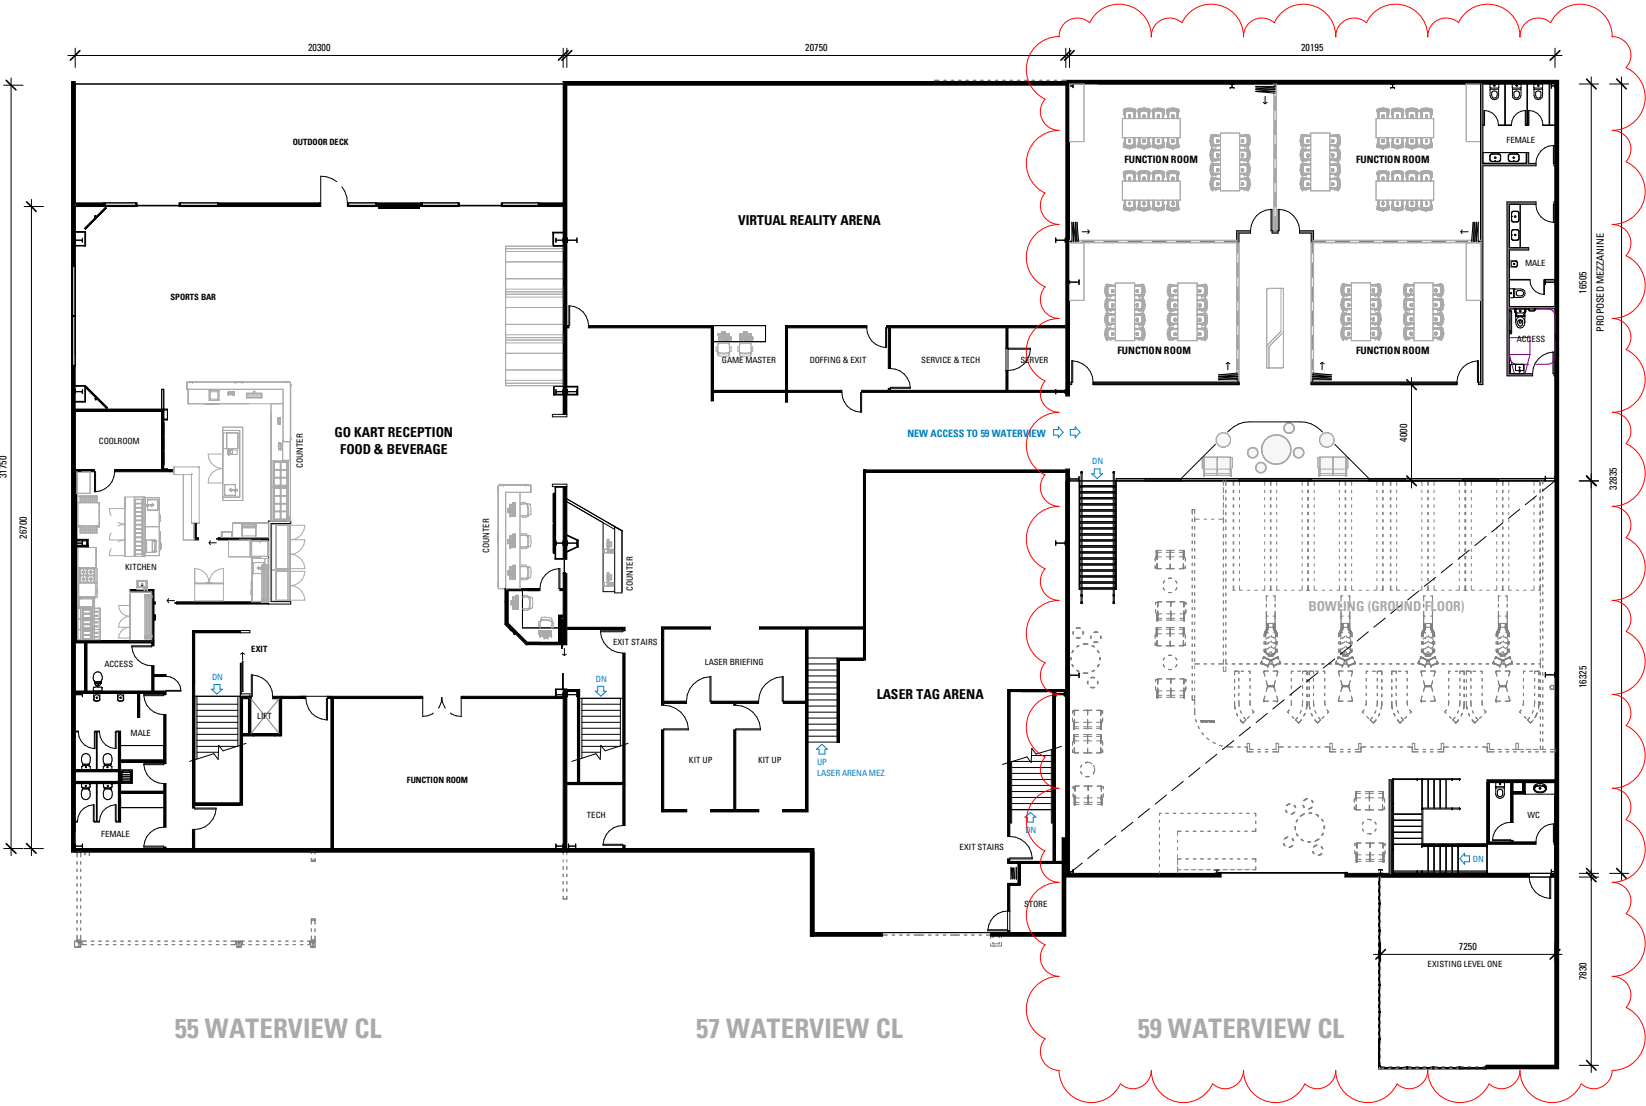 20300
20750
20195
OUTDOOR DECK
FEMALE
FUNCTION ROOM
FUNCTION ROOM
VIRTUAL REALITY ARENA
MALE
16505
PROPOSED MEZZANINE
SPORTS BAR
ACCESS
FUNCTION ROOM
FUNCTION ROOM
GAME MASTER
DOFFING & EXIT
SERVICE & TECH
SERVER
GO KART RECEPTION
FOOD & BEVERAGE
COOLROOM
COUNTER
NEW ACCESS TO 59 WATERVIEW
4000
DN
31750
32835
26700
COUNTER
COUNTER
KITCHEN
BOWLING (GROUND FLOOR)
EXIT STAIRS
EXIT
ACCESS
LASER BRIEFING
DN
DN
16325
LASER TAG ARENA
LIFT
MALE
KIT UP
KIT UP
UP
LASER ARENA MEZ
FUNCTION ROOM
TECH
WC
FEMALE
DN
EXIT STAIRS
DN
STORE
7250
EXISTING LEVEL ONE
7830
55 WATERVIEW CL
57 WATERVIEW CL
59 WATERVIEW CL